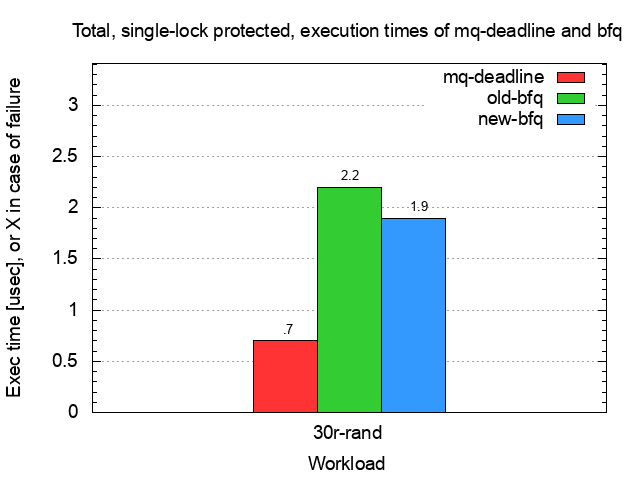 Total, single-lock protected, execution times of mq-deadline and bfq
mq-deadline
old-bfq
new-bfq
Exec time [usec], or X in case of failure
3
2.5
2
1.5
1
0.5
0
.7
2.2
1.9
30r-rand
Workload